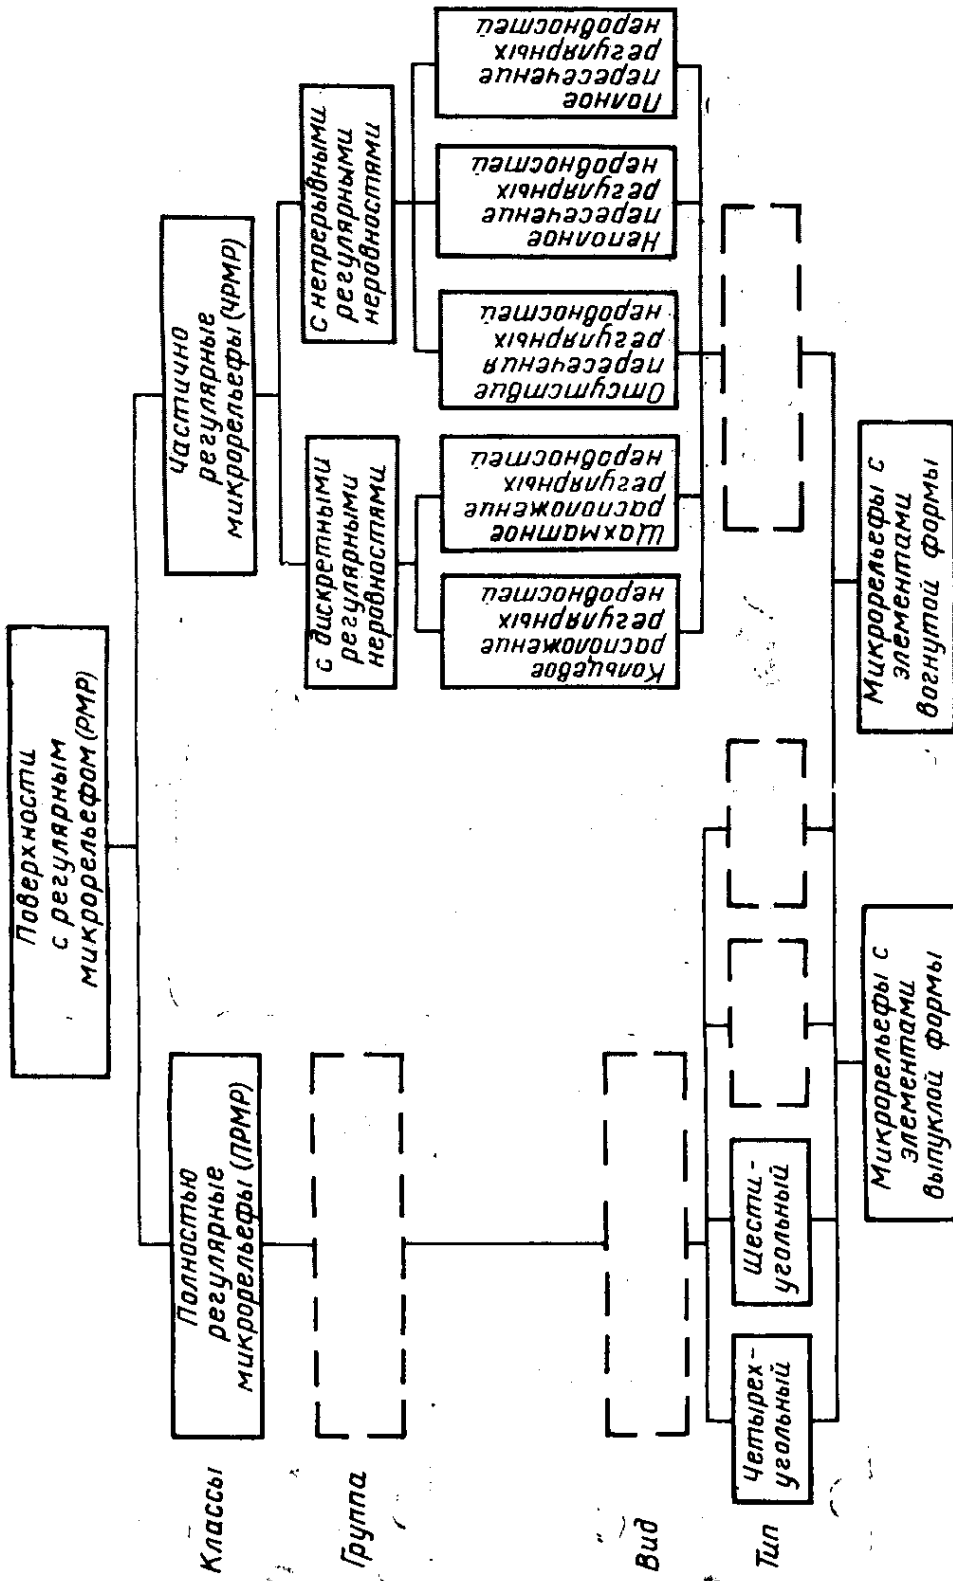 Поверхности
с регулярным
микрорельефом (РМР)
Классы
Полностью
регулярные
микрорельефы (ПРМР)
Частично
регулярные
микрорельефы (ЧРМР)
Группа
с дискретными
регулярными
неровностями
с непрерывными
регулярными
неровностями
Вид
Кольцевое
расположение
регулярных
неровностей
Шахматное
расположение
регулярных
неровностей
Отсутствие
пересечения
регулярных
неровностей
Неполное
пересечение
регулярных
неровностей
Полное
пересечение
регулярных
неровностей
Тип
Четырех-
угольный
Шести-
угольный
Микрорельефы с
элементами
выпуклой формы
Микрорельефы с
элементами
вогнутой формы